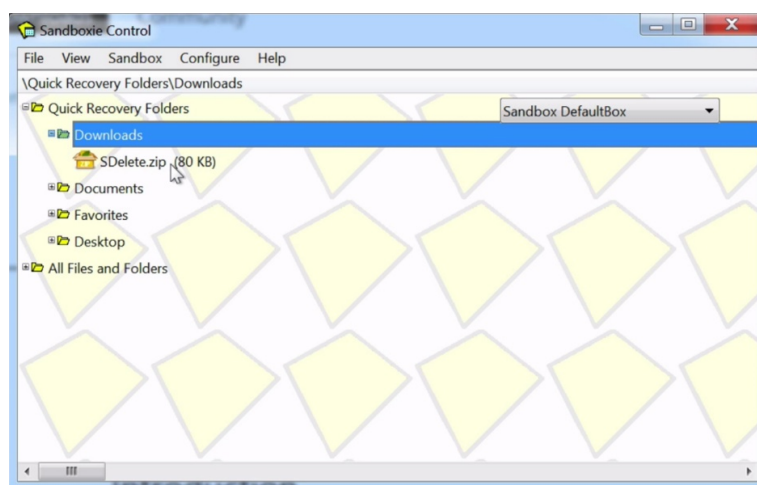 Community
Sandboxie Control
File View Sandbox Configure Help
\Quick Recovery Folders\Downloads
Quick Recovery Folders
Sandbox DefaultBox
Downloads
SDelete.zip (80 KB)
Documents
Favorites
Desktop
All Files and Folders